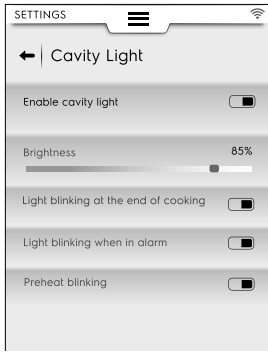 SETTINGS
Cavity Light
Enable cavity light
Brightness 85%
Light blinking at the end of cooking
Light blinking when in alarm
Preheat blinking